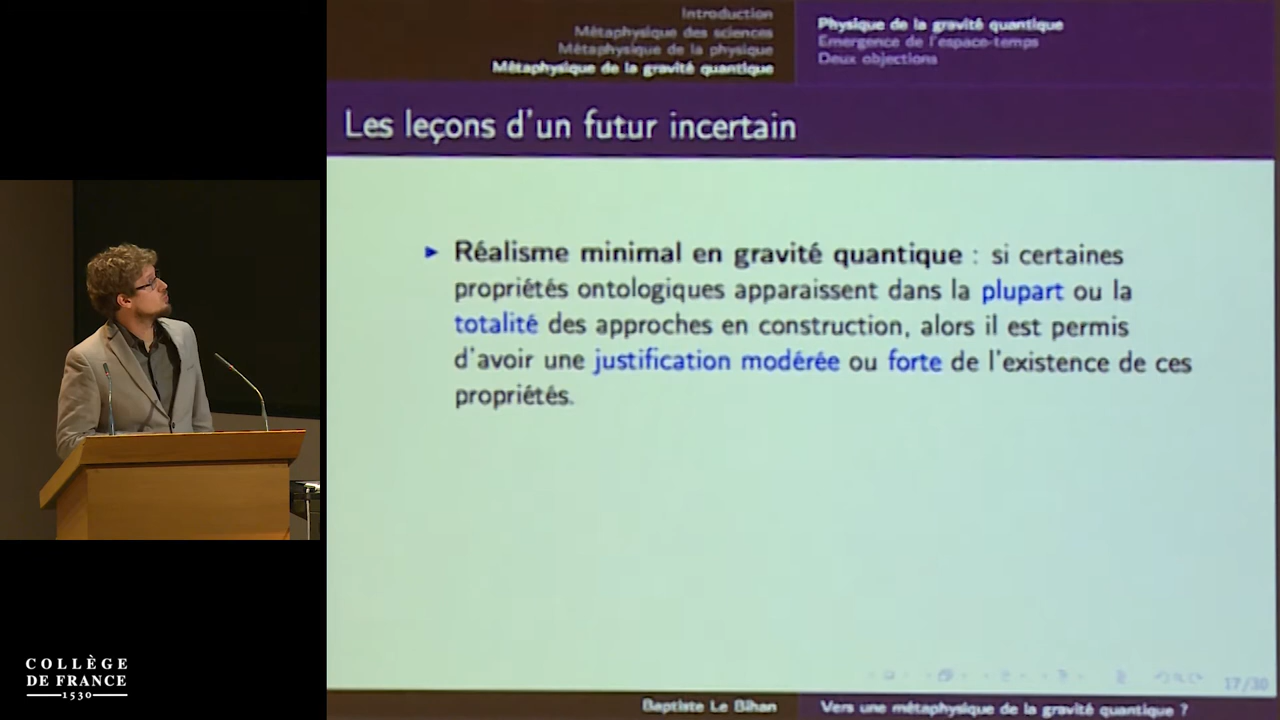 Introduction
Métaphysique des sciences
Métaphysique de la physique
Métaphysique de la gravité quantique
Physique de la gravité quantique
Emergence de l'espace-temps
Deux objections
Les leçons d'un futur incertain
► Réalisme minimal en gravité quantique : si certaines
propriétés ontologiques apparaissent dans la plupart ou la
totalité des approches en construction, alors il est permis
d'avoir une justification modérée ou forte de l'existence de ces
propriétés.
17/30
Baptiste Le Bihan
Vers une métaphysique de la gravité quantique ?
COLLÈGE
DE FRANCE
1530